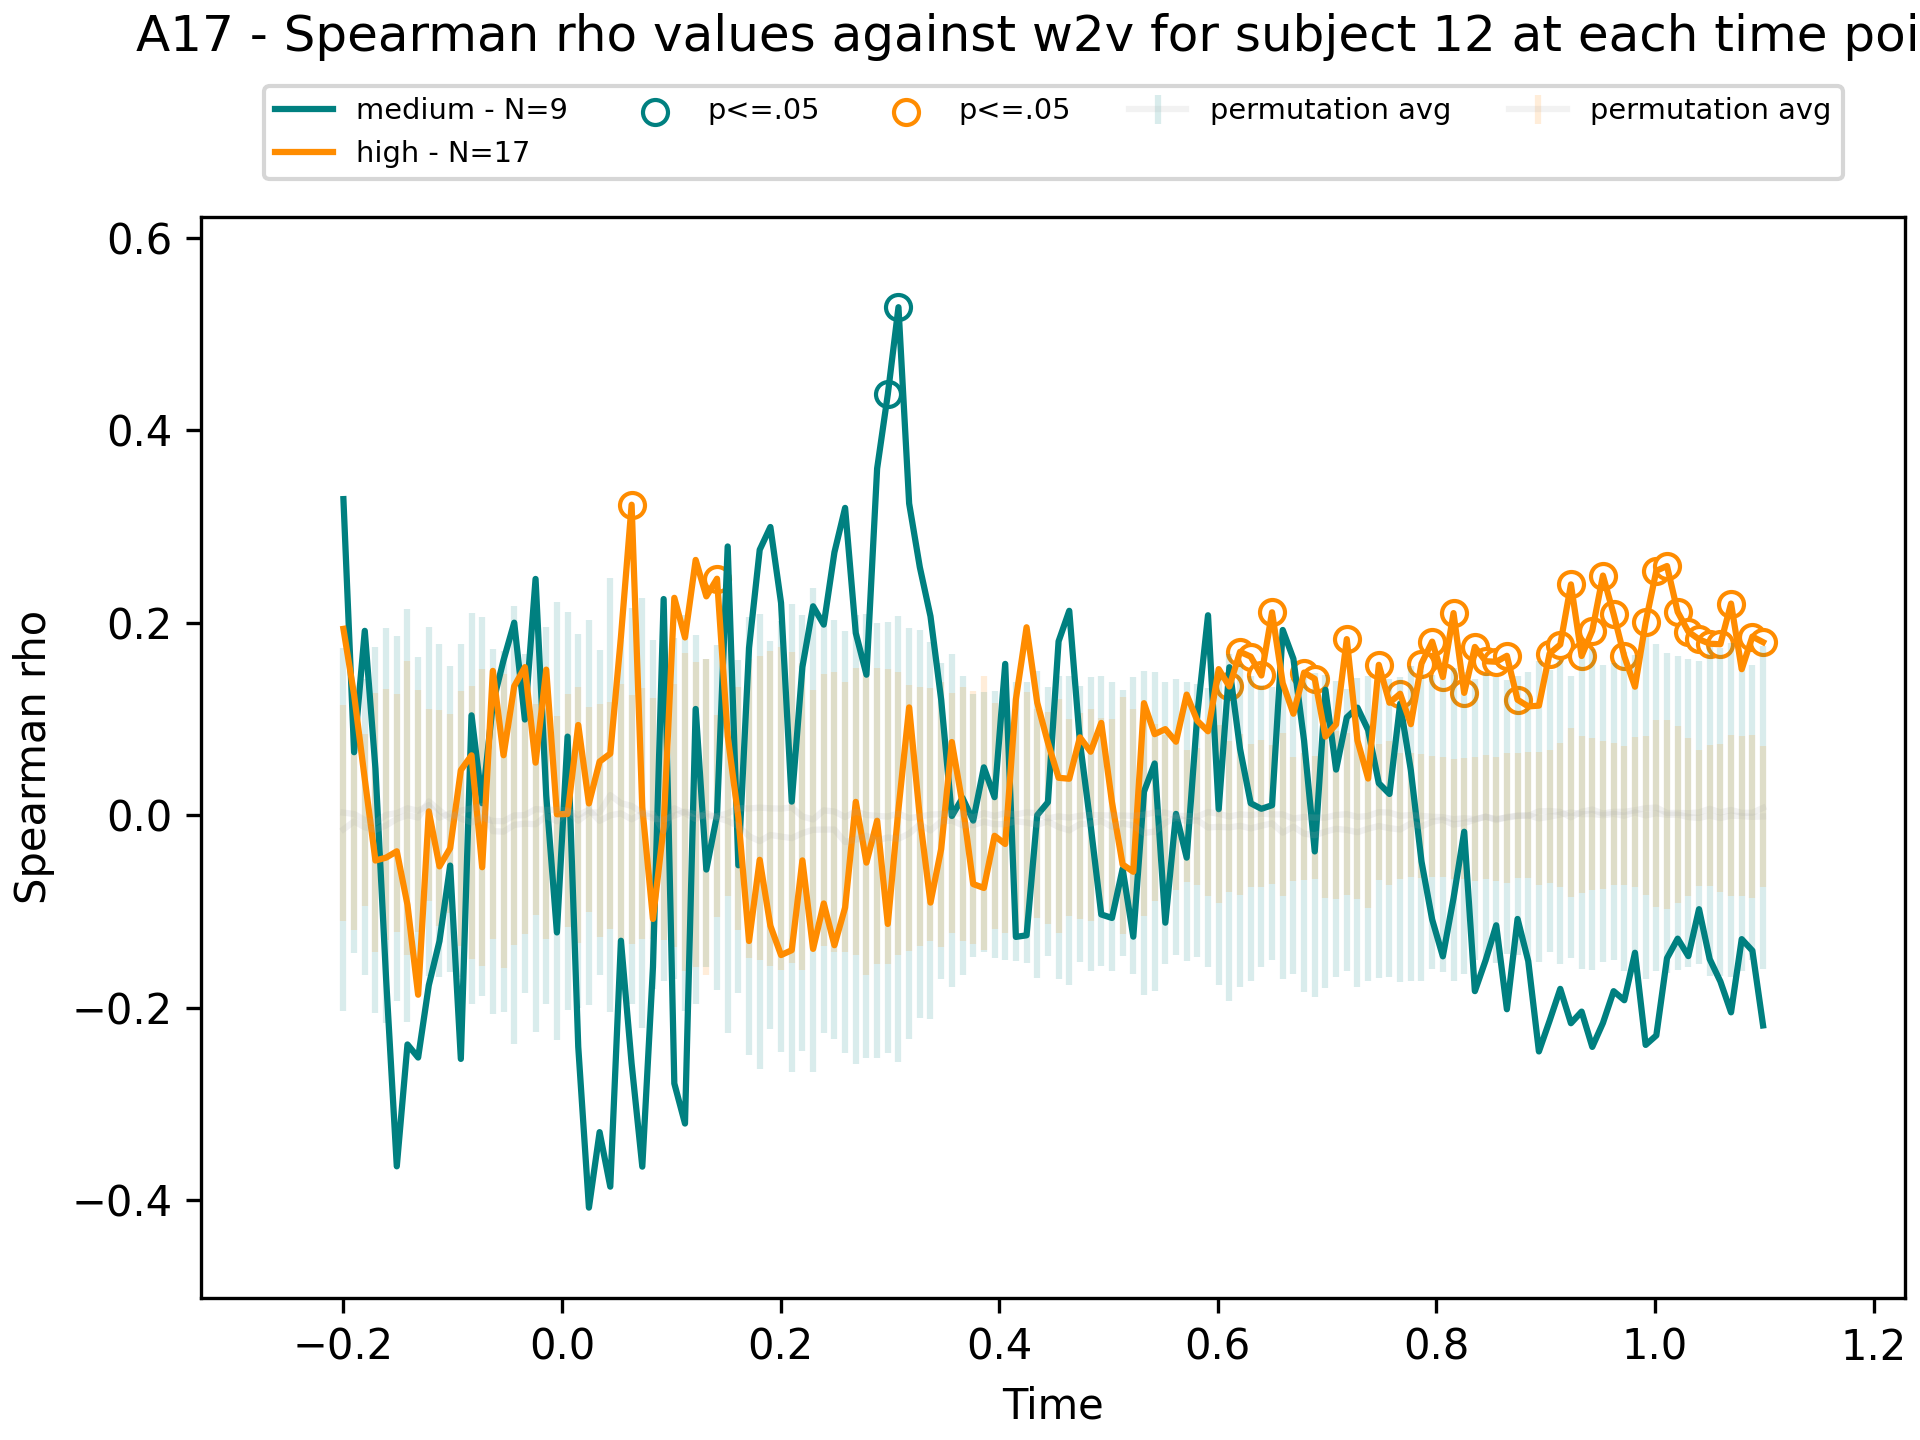 A17 - Spearman rho values against w2v for subject 12 at each time poi
medium - N=9
high - N=17
p<=.05
p<=.05
permutation avg
permutation avg
Spearman rho
0.6
0.4
0.2
0.0
−0.2
−0.4
−0.2 0.0 0.2 0.4 0.6 0.8 1.0 1.2
Time